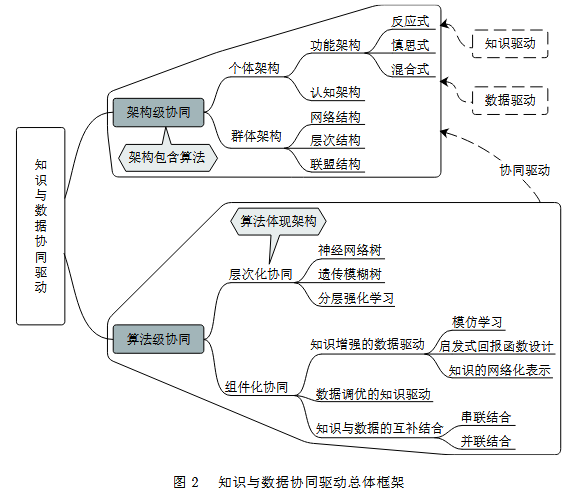 知识与数据协同驱动
架构级协同
架构包含算法
个体架构
功能架构
反应式
慎思式
混合式
认知架构
群体架构
网络结构
层次结构
联盟结构
知识驱动
数据驱动
协同驱动
算法级协同
算法体现架构
层次化协同
神经网络树
遗传模糊树
分层强化学习
组件化协同
知识增强的数据驱动
模仿学习
启发式回报函数设计
知识的网络化表示
数据调优的知识驱动
知识与数据的互补结合
串联结合
并联结合
图 2 知识与数据协同驱动总体框架